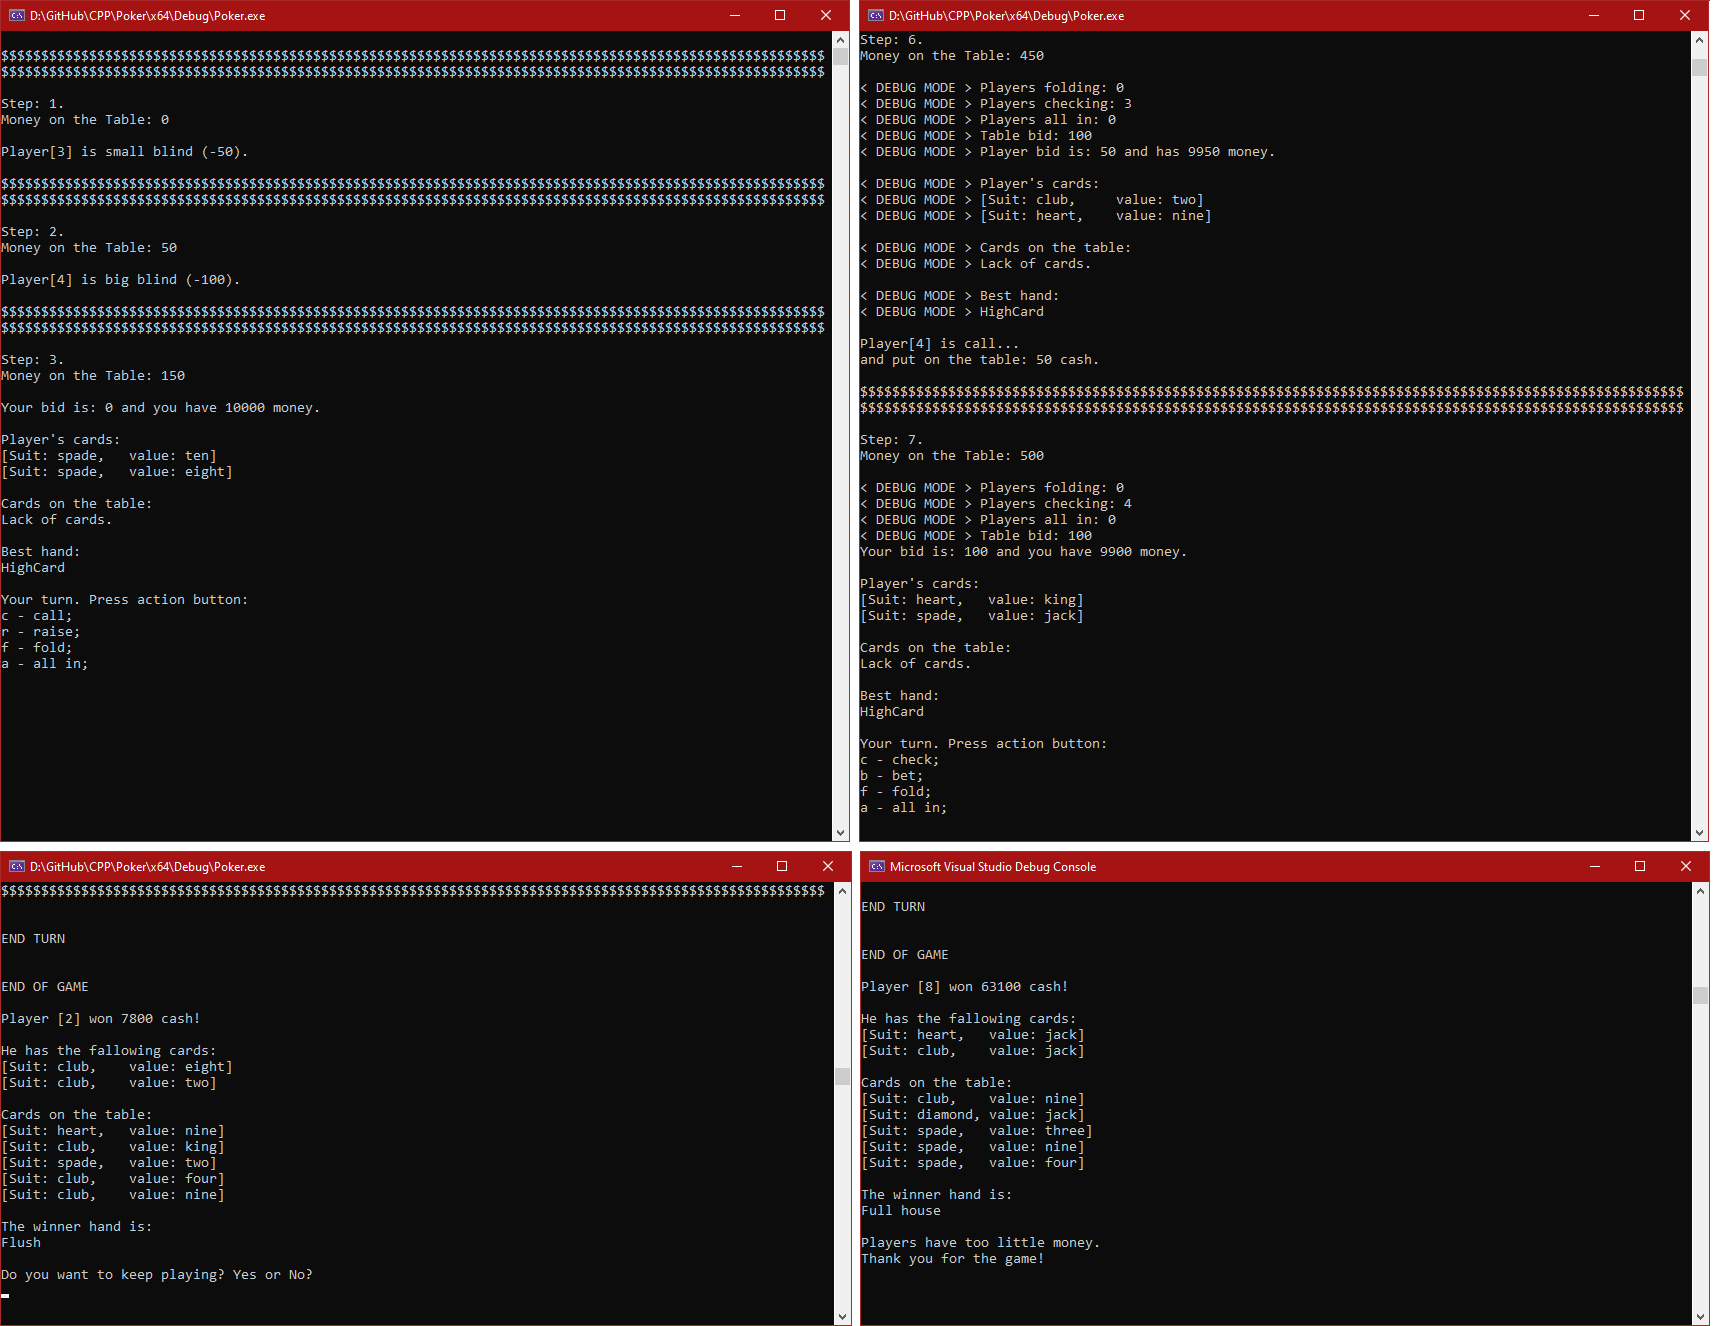 D:\GitHub\CPP\Poker\x64\Debug\Poker.exe
$$$$$$$$$$$$$$$$$$$$$$$$$$$$$$$$$$$$$$$$$$$$$$$$$$$$$$$$$$$$$$$$$$$$$$$$$$$$$$$$$$$$$$$$$$$$$$$$$$$$$$$
$$$$$$$$$$$$$$$$$$$$$$$$$$$$$$$$$$$$$$$$$$$$$$$$$$$$$$$$$$$$$$$$$$$$$$$$$$$$$$$$$$$$$$$$$$$$$$$$$$$$$$$
Step: 1.
Money on the Table: 0
Player[3] is small blind (-50).
$$$$$$$$$$$$$$$$$$$$$$$$$$$$$$$$$$$$$$$$$$$$$$$$$$$$$$$$$$$$$$$$$$$$$$$$$$$$$$$$$$$$$$$$$$$$$$$$$$$$$$$
$$$$$$$$$$$$$$$$$$$$$$$$$$$$$$$$$$$$$$$$$$$$$$$$$$$$$$$$$$$$$$$$$$$$$$$$$$$$$$$$$$$$$$$$$$$$$$$$$$$$$$$
Step: 2.
Money on the Table: 50
Player[4] is big blind (-100).
$$$$$$$$$$$$$$$$$$$$$$$$$$$$$$$$$$$$$$$$$$$$$$$$$$$$$$$$$$$$$$$$$$$$$$$$$$$$$$$$$$$$$$$$$$$$$$$$$$$$$$$
$$$$$$$$$$$$$$$$$$$$$$$$$$$$$$$$$$$$$$$$$$$$$$$$$$$$$$$$$$$$$$$$$$$$$$$$$$$$$$$$$$$$$$$$$$$$$$$$$$$$$$$
Step: 3.
Money on the Table: 150
Your bid is: 0 and you have 10000 money.
Player's cards:
[Suit: spade,   value: ten]
[Suit: spade,   value: eight]
Cards on the table:
Lack of cards.
Best hand:
HighCard
Your turn. Press action button:
c - call;
r - raise;
f - fold;
a - all in;
D:\GitHub\CPP\Poker\x64\Debug\Poker.exe
Step: 6.
Money on the Table: 450
< DEBUG MODE > Players folding: 0
< DEBUG MODE > Players checking: 3
< DEBUG MODE > Players all in: 0
< DEBUG MODE > Table bid: 100
< DEBUG MODE > Player bid is: 50 and has 9950 money.
< DEBUG MODE > Player's cards:
< DEBUG MODE > [Suit: club,     value: two]
< DEBUG MODE > [Suit: heart,    value: nine]
< DEBUG MODE > Cards on the table:
< DEBUG MODE > Lack of cards.
< DEBUG MODE > Best hand:
< DEBUG MODE > HighCard
Player[4] is call...
and put on the table: 50 cash.
$$$$$$$$$$$$$$$$$$$$$$$$$$$$$$$$$$$$$$$$$$$$$$$$$$$$$$$$$$$$$$$$$$$$$$$$$$$$$$$$$$$$$$$$$$$$$$$$$$$$$$$
$$$$$$$$$$$$$$$$$$$$$$$$$$$$$$$$$$$$$$$$$$$$$$$$$$$$$$$$$$$$$$$$$$$$$$$$$$$$$$$$$$$$$$$$$$$$$$$$$$$$$$$
Step: 7.
Money on the Table: 500
< DEBUG MODE > Players folding: 0
< DEBUG MODE > Players checking: 4
< DEBUG MODE > Players all in: 0
< DEBUG MODE > Table bid: 100
Your bid is: 100 and you have 9900 money.
Player's cards:
[Suit: heart,   value: king]
[Suit: spade,   value: jack]
Cards on the table:
Lack of cards.
Best hand:
HighCard
Your turn. Press action button:
c - check;
b - bet;
f - fold;
a - all in;
D:\GitHub\CPP\Poker\x64\Debug\Poker.exe
$$$$$$$$$$$$$$$$$$$$$$$$$$$$$$$$$$$$$$$$$$$$$$$$$$$$$$$$$$$$$$$$$$$$$$$$$$$$$$$$$$$$$$$$$$$$$$$$$$$$$$$
END TURN
END OF GAME
Player [2] won 7800 cash!
He has the fallowing cards:
[Suit: club,    value: eight]
[Suit: club,    value: two]
Cards on the table:
[Suit: heart,   value: nine]
[Suit: club,    value: king]
[Suit: spade,   value: two]
[Suit: club,    value: four]
[Suit: club,    value: nine]
The winner hand is:
Flush
Do you want to keep playing? Yes or No?
Microsoft Visual Studio Debug Console
END TURN
END OF GAME
Player [8] won 63100 cash!
He has the fallowing cards:
[Suit: heart,   value: jack]
[Suit: club,    value: jack]
Cards on the table:
[Suit: club,    value: nine]
[Suit: diamond, value: jack]
[Suit: spade,   value: three]
[Suit: spade,   value: nine]
[Suit: spade,   value: four]
The winner hand is:
Full house
Players have too little money.
Thank you for the game!